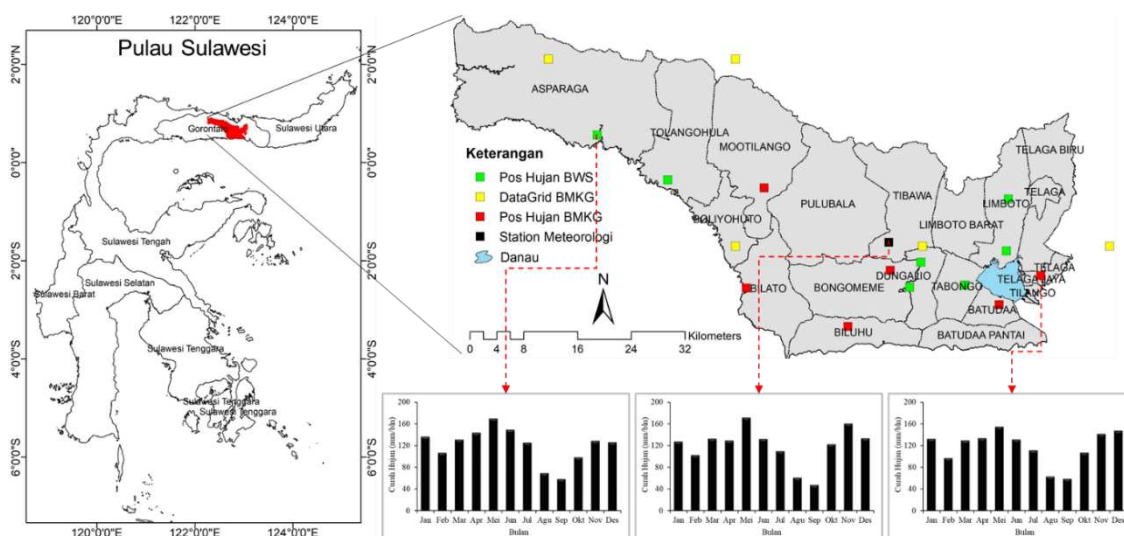 120°0'0"E 122°0'0"E 124°0'0"E
Pulau Sulawesi
2°0'0"N
0°0'0"
2°0'0"S
4°0'0"S
6°0'0"S
Gorontalo
Sulawesi Utara
Sulawesi Tengah
Sulawesi Selatan
Sulawesi Barat
Sulawesi Tenggara
Sulawesi Tenggara
Sulawesi Tenggara
120°0'0"E 122°0'0"E 124°0'0"E
2°0'0"N
0°0'0"
2°0'0"S
4°0'0"S
6°0'0"S
ASPARAGA
TOLANGOHULA
MOOTILANGO
TELAGA BIRU
TELAGA
LIMBOTO
TIBAWA
PULUBALA
LIMBOTO BARAT
BOLIYOHUTO
TELAGA
TELAGA JAYA
TILANGO
DUNGALIO
TABONGO
BONGOMEME
BILATO
BATUDAA
BILUHU
BATUDAA PANTAI
Keterangan
Pos Hujan BWS
DataGrid BMKG
Pos Hujan BMKG
Station Meteorologi
Danau
N
0 4 8 16 24 32 Kilometers
Curah Hujan (mm/bln)
200
160
120
80
40
0
Jan Feb Mar Apr Mei Jun Jul Agu Sep Okt Nov Des
Bulan
Curah Hujan (mm/bln)
200
160
120
80
40
0
Jan Feb Mar Apr Mei Jun Jul Agu Sep Okt Nov Des
Bulan
Curah Hujan (mm/bln)
200
160
120
80
40
0
Jan Feb Mar Apr Mei Jun Jul Agu Sep Okt Nov Des
Bulan